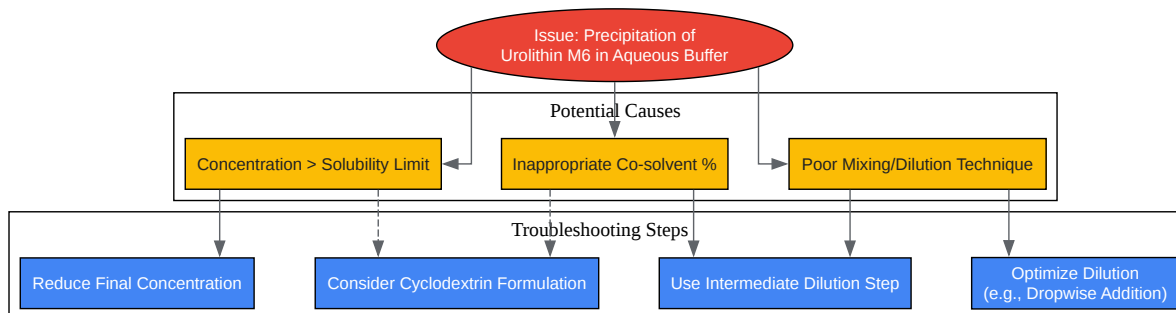 Issue: Precipitation of
Urolithin M6 in Aqueous Buffer
Potential Causes
Concentration > Solubility Limit
Inappropriate Co-solvent %
Poor Mixing/Dilution Technique
Troubleshooting Steps
Reduce Final Concentration
Consider Cyclodextrin Formulation
Use Intermediate Dilution Step
Optimize Dilution
(e.g., Dropwise Addition)